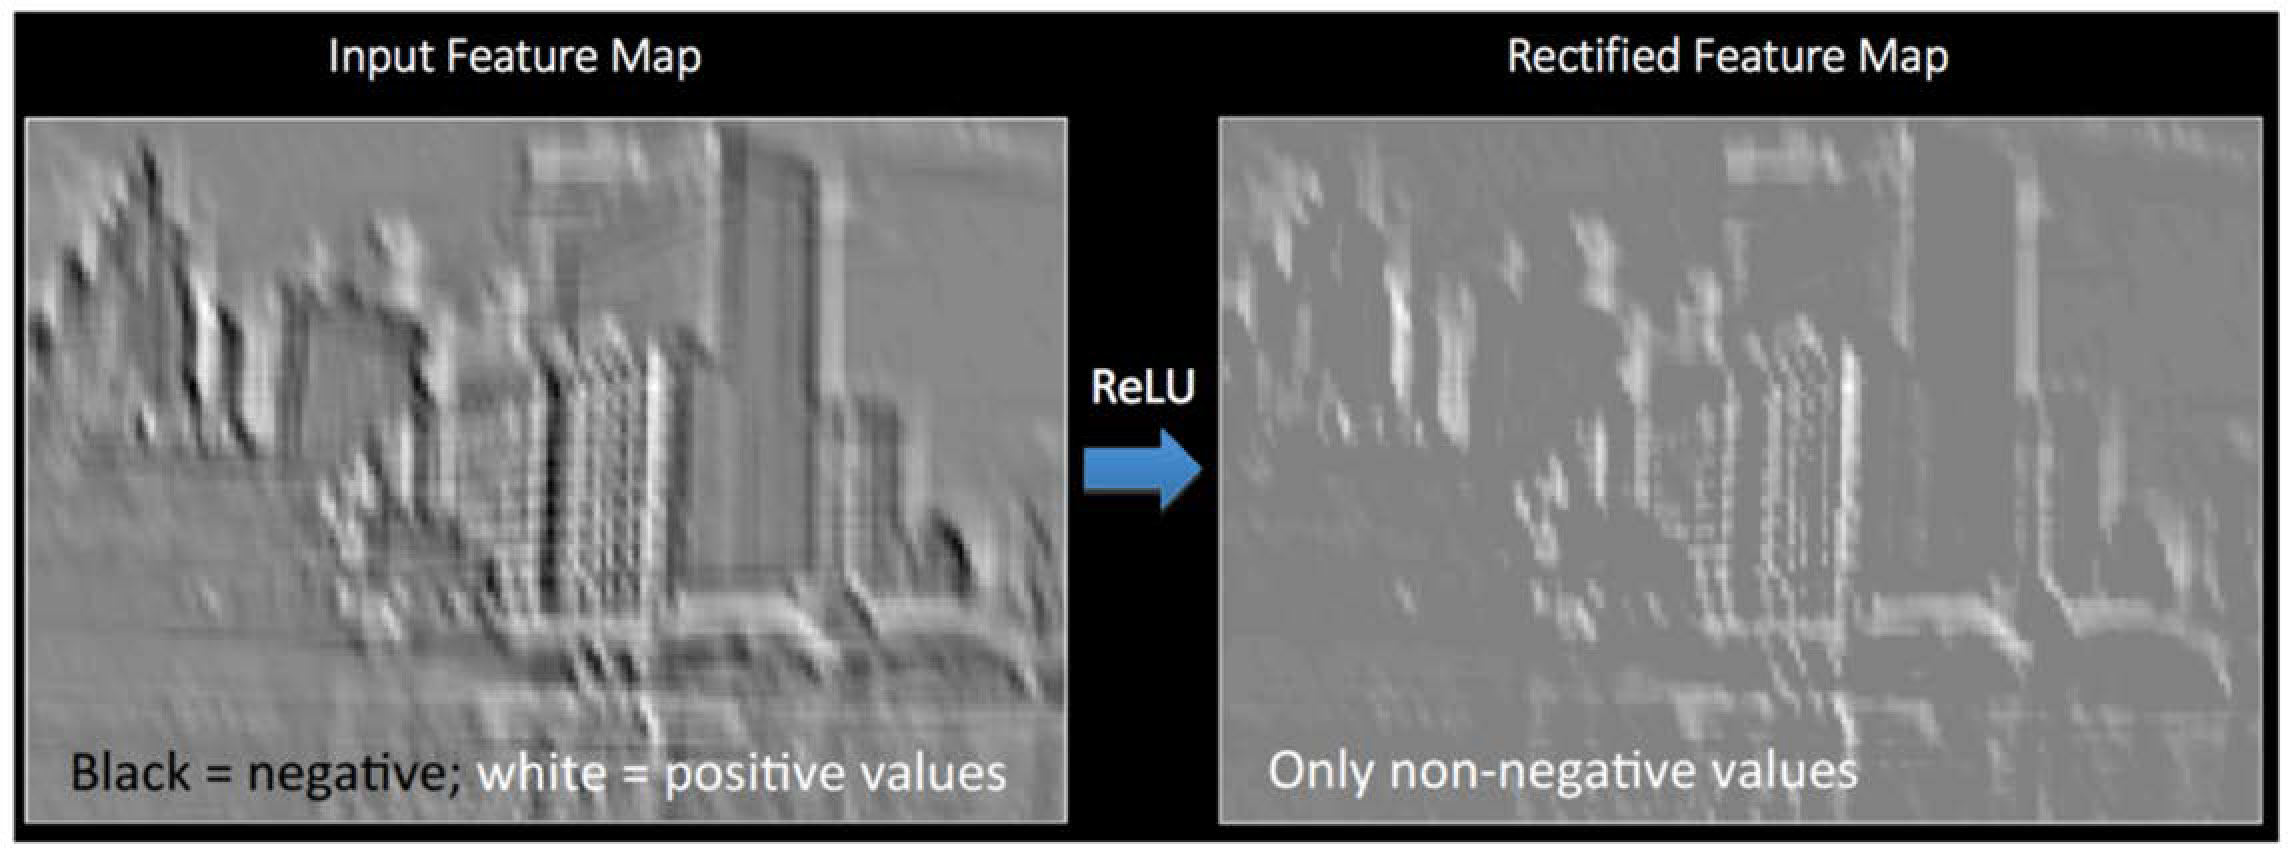 Input Feature Map
Rectified Feature Map
ReLU
Black = negative; white = positive values
Only non-negative values